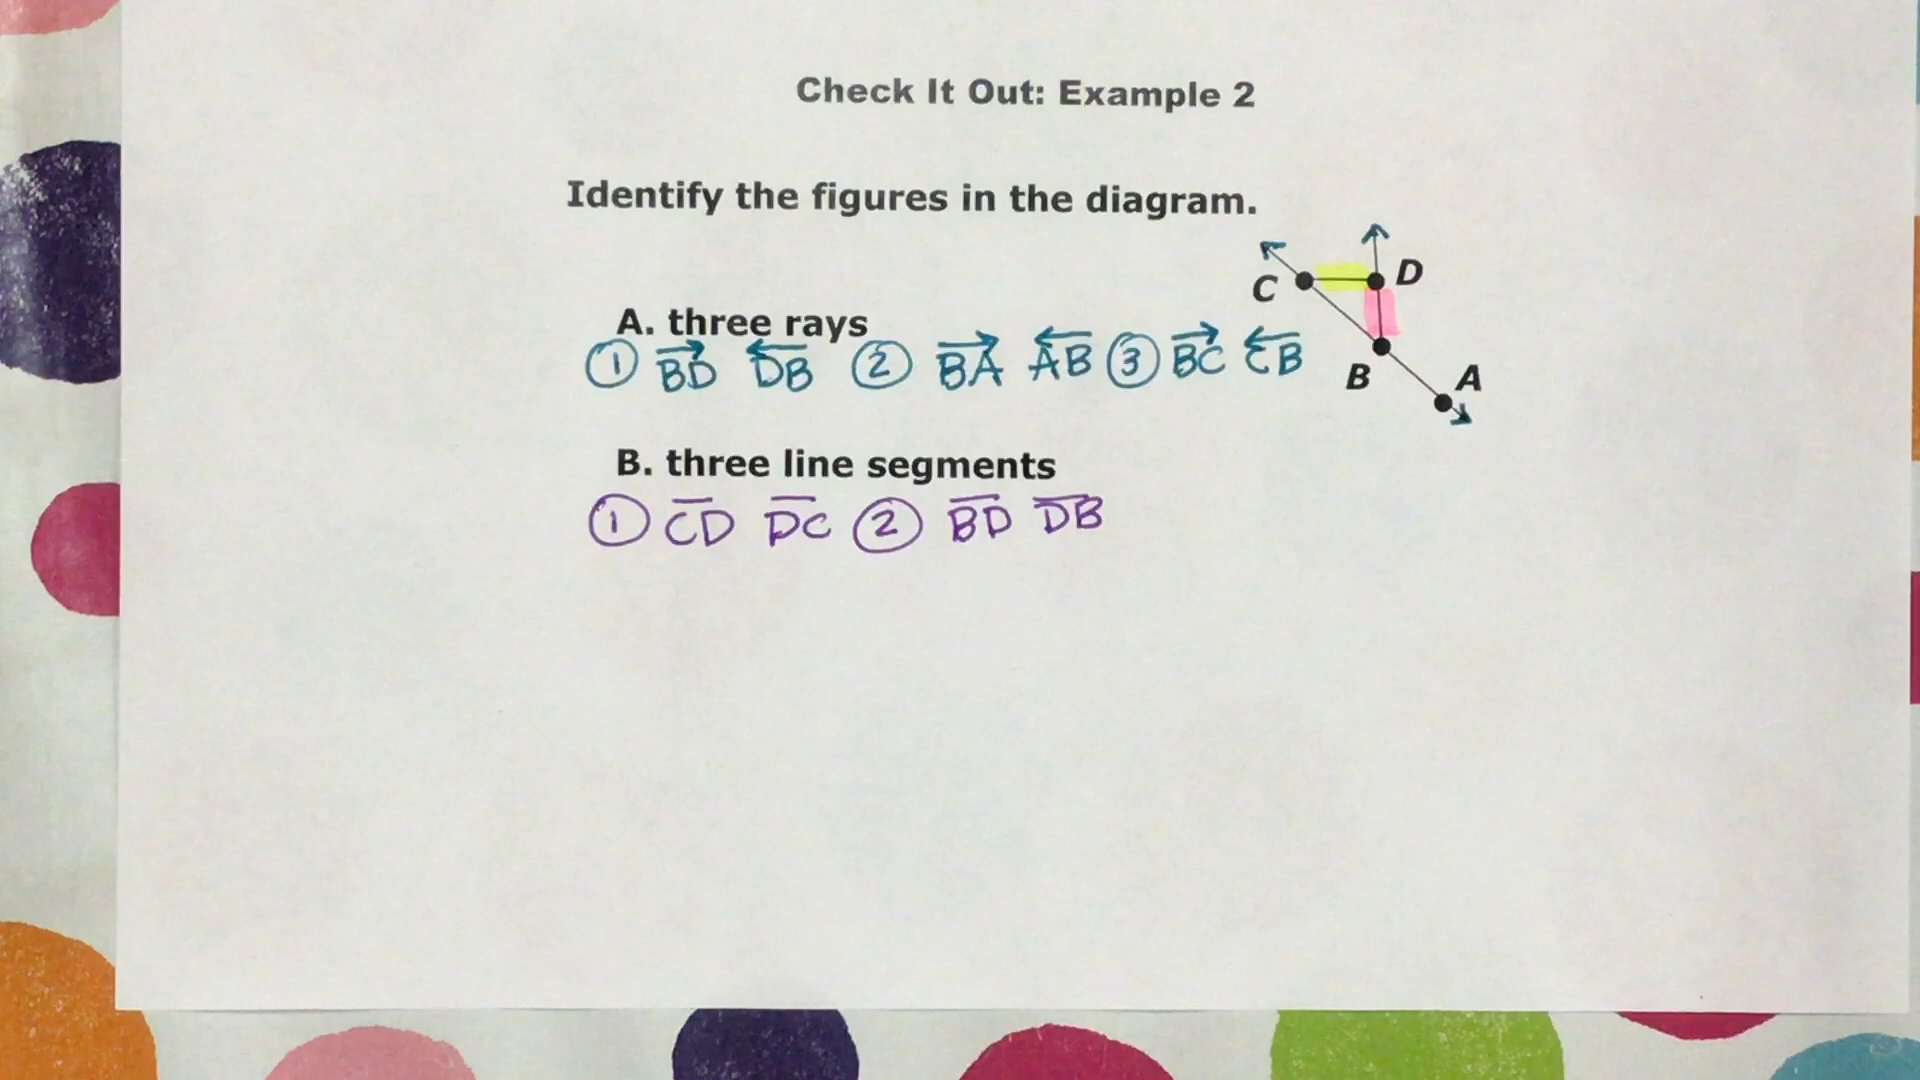 Check It Out: Example 2
Identify the figures in the diagram.
C
D
B
A
A. three rays
① BD DB ② BA AB ③ BC CB
B. three line segments
① CD DC ② BD DB